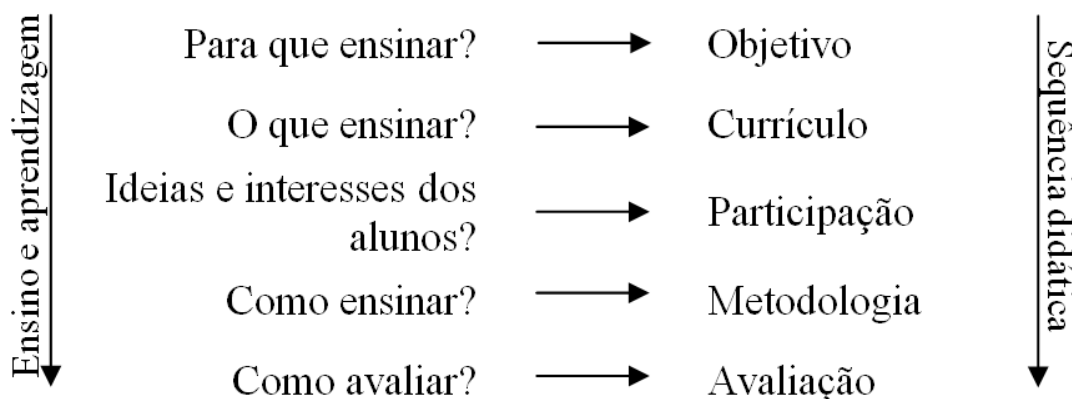 Ensino e aprendizagem
Para que ensinar? Objetivo
O que ensinar? Currículo
Ideias e interesses dos
alunos? Participação
Como ensinar? Metodologia
Como avaliar? Avaliação
Sequência didática